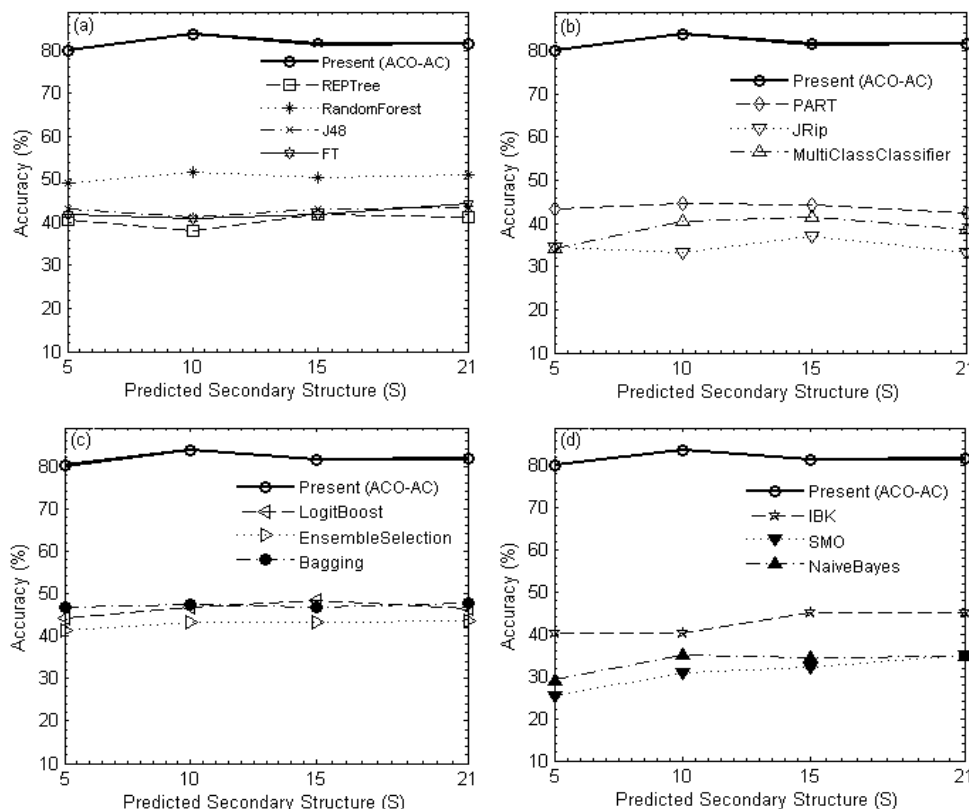 (a)
80
70
60
50
40
30
20
10
Accuracy (%)
Present (ACO-AC)
REPTree
RandomForest
J48
FT
5
10
15
21
Predicted Secondary Structure (S)
(b)
80
70
60
50
40
30
20
10
Accuracy (%)
Present (ACO-AC)
PART
JRip
MultiClassClassifier
5
10
15
21
Predicted Secondary Structure (S)
(c)
80
70
60
50
40
30
20
10
Accuracy (%)
Present (ACO-AC)
LogitBoost
EnsembleSelection
Bagging
5
10
15
21
Predicted Secondary Structure (S)
(d)
80
70
60
50
40
30
20
10
Accuracy (%)
Present (ACO-AC)
IBK
SMO
NaiveBayes
5
10
15
21
Predicted Secondary Structure (S)